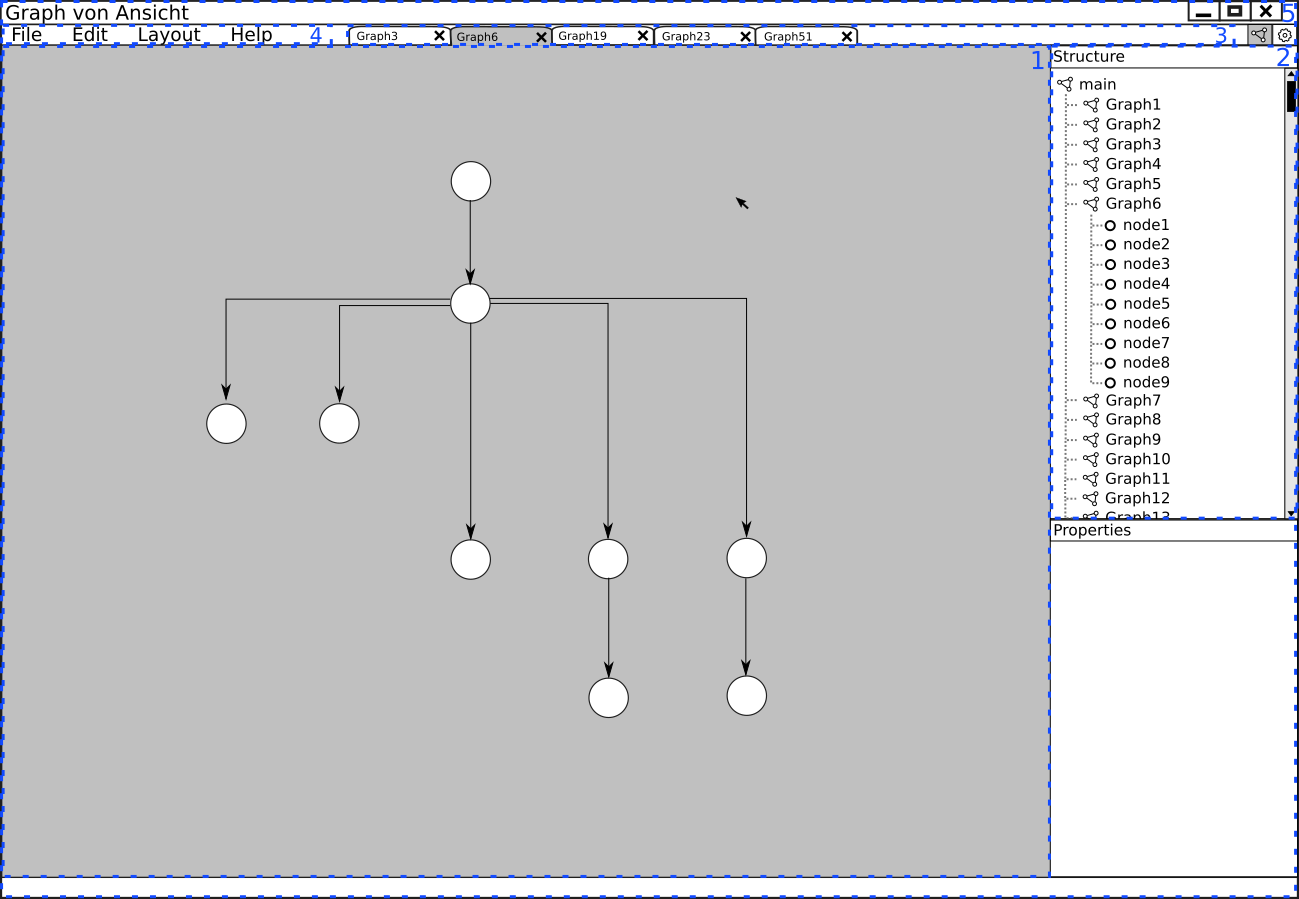 Graph von Ansicht
5
File Edit Layout Help 4 Graph3 Graph6 Graph19 Graph23 Graph51 3
1
Structure 2
main
Graph1
Graph2
Graph3
Graph4
Graph5
Graph6
node1
node2
node3
node4
node5
node6
node7
node8
node9
Graph7
Graph8
Graph9
Graph10
Graph11
Graph12
Graph13
Properties